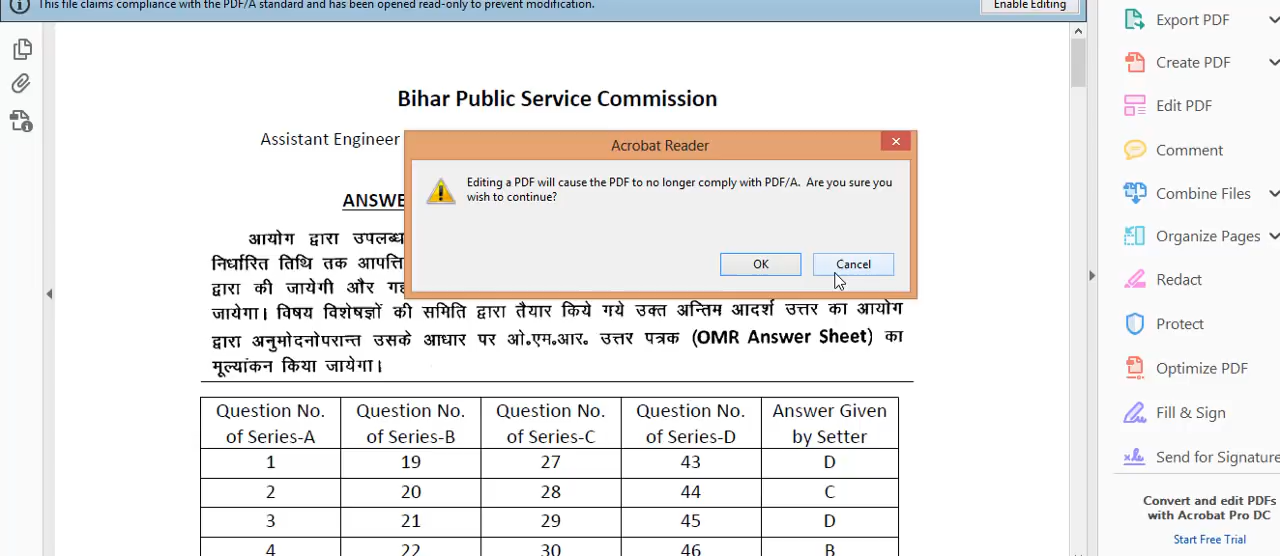 This file claims compliance with the PDF/A standard and has been opened read-only to prevent modification.
Enable Editing
Bihar Public Service Commission
Assistant Engineer
ANSWE
Acrobat Reader
Editing a PDF will cause the PDF to no longer comply with PDF/A. Are you sure you
wish to continue?
OK
Cancel
आयोग द्वारा उपलब्ध
निर्धारित तिथि तक आपत्ति
द्वारा की जायेगी और
जायेगा। विषय विशेषज्ञों की समिति द्वारा तैयार किये गये उक्त अन्तिम आदर्श उत्तर का आयोग
द्वारा अनुमोदनोपरान्त उसके आधार पर ओ.एम.आर. उत्तर पत्रक (OMR Answer Sheet) का
मूल्यांकन किया जायेगा।
Question No. of Series-A Question No. of Series-B Question No. of Series-C Question No. of Series-D Answer Given by Setter
1 19 27 43 D
2 20 28 44 C
3 21 29 45 D
4 22 30 46 B
Export PDF
Create PDF
Edit PDF
Comment
Combine Files
Organize Pages
Redact
Protect
Optimize PDF
Fill & Sign
Send for Signature
Convert and edit PDFs
with Acrobat Pro DC
Start Free Trial